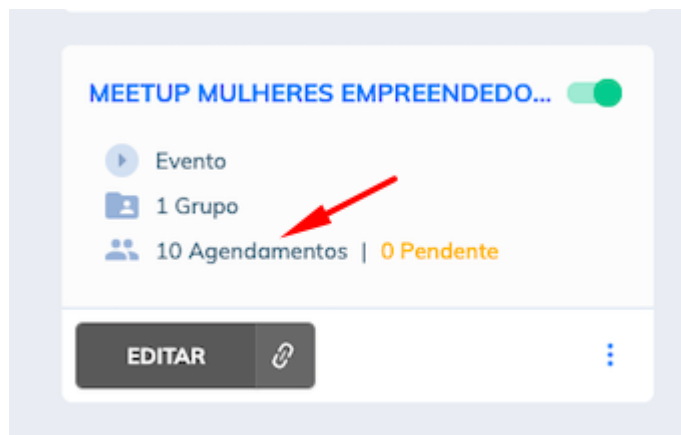 MEETUP MULHERES EMPREENDEDO...
Evento
1 Grupo
10 Agendamentos | 0 Pendente
EDITAR